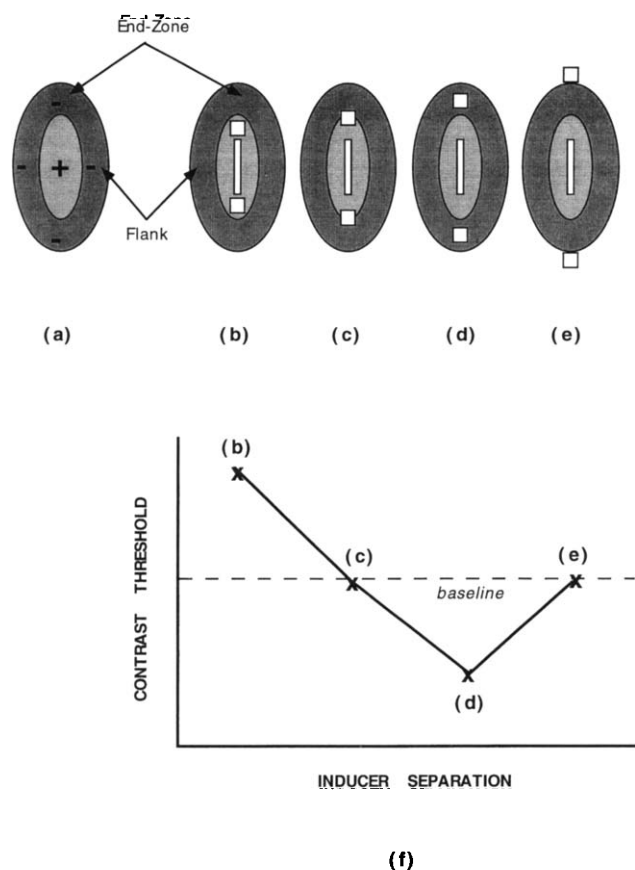 End-Zone
Flank
(a) (b) (c) (d) (e)
(b)
(c)
(e)
baseline
(d)
CONTRAST THRESHOLD
INDUCER SEPARATION
(f)